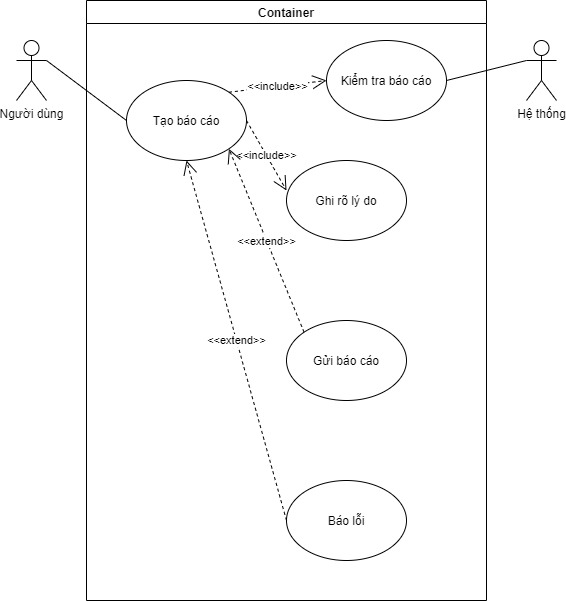 Container
Người dùng
Hệ thống
Tạo báo cáo
<<include>>
Kiểm tra báo cáo
<<include>>
Ghi rõ lý do
<<extend>>
Gửi báo cáo
<<extend>>
Báo lỗi